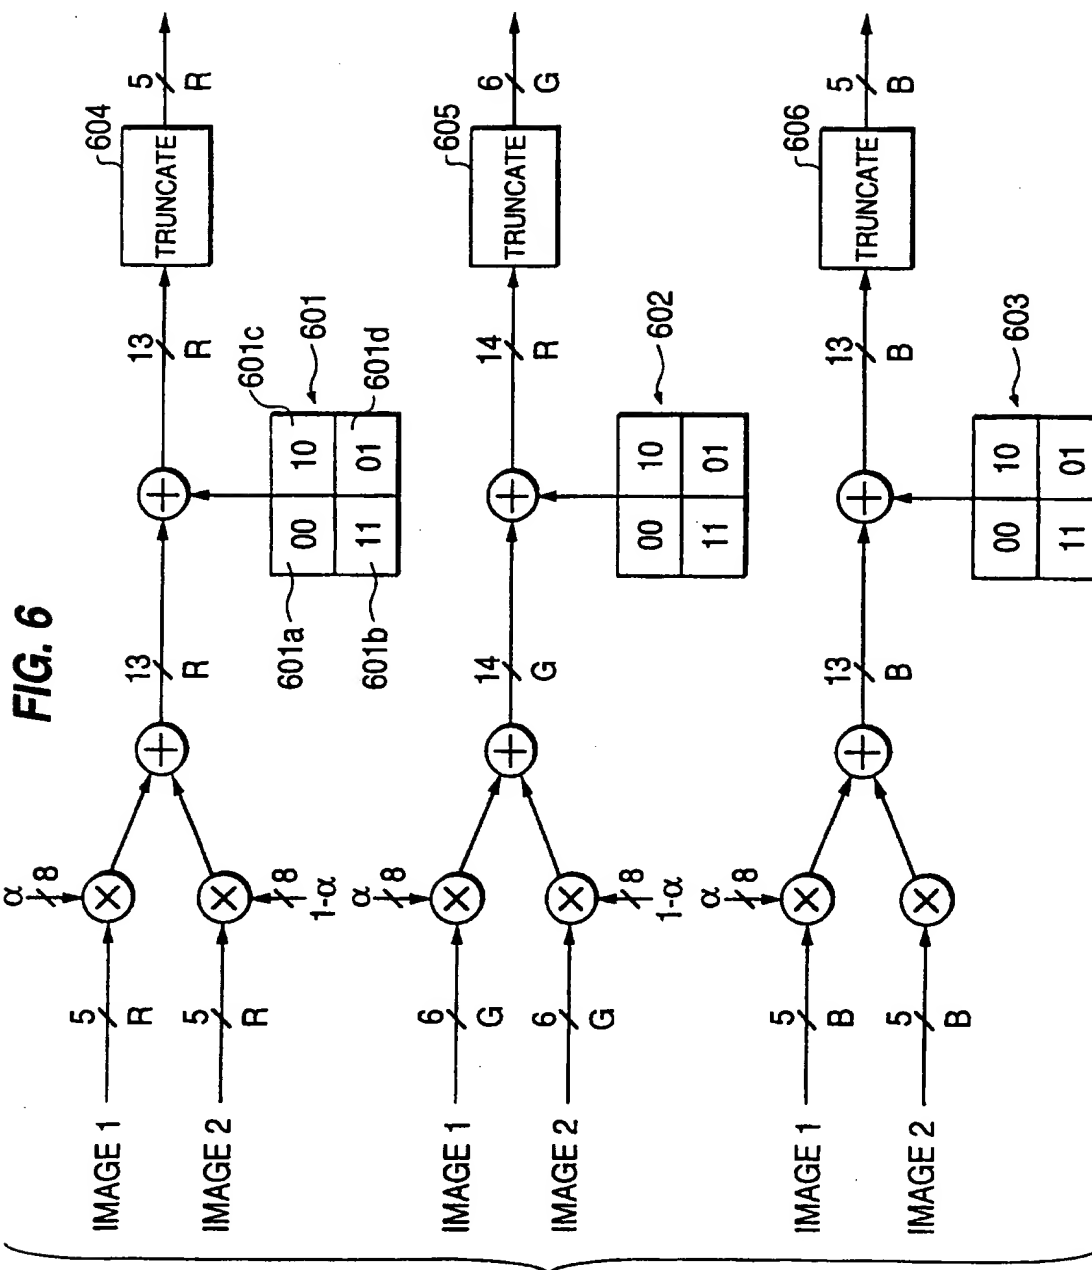 FIG. 6
IMAGE 1
5
R
α
8
IMAGE 2
5
R
8
1-α
13
R
601a
601b
00
10
11
01
601c
601
601d
13
R
604
TRUNCATE
5
R
IMAGE 1
6
G
α
8
IMAGE 2
6
G
8
1-α
14
G
00
10
11
01
602
14
R
605
TRUNCATE
6
G
IMAGE 1
5
B
α
8
IMAGE 2
5
B
13
B
00
10
11
01
603
13
B
606
TRUNCATE
5
B